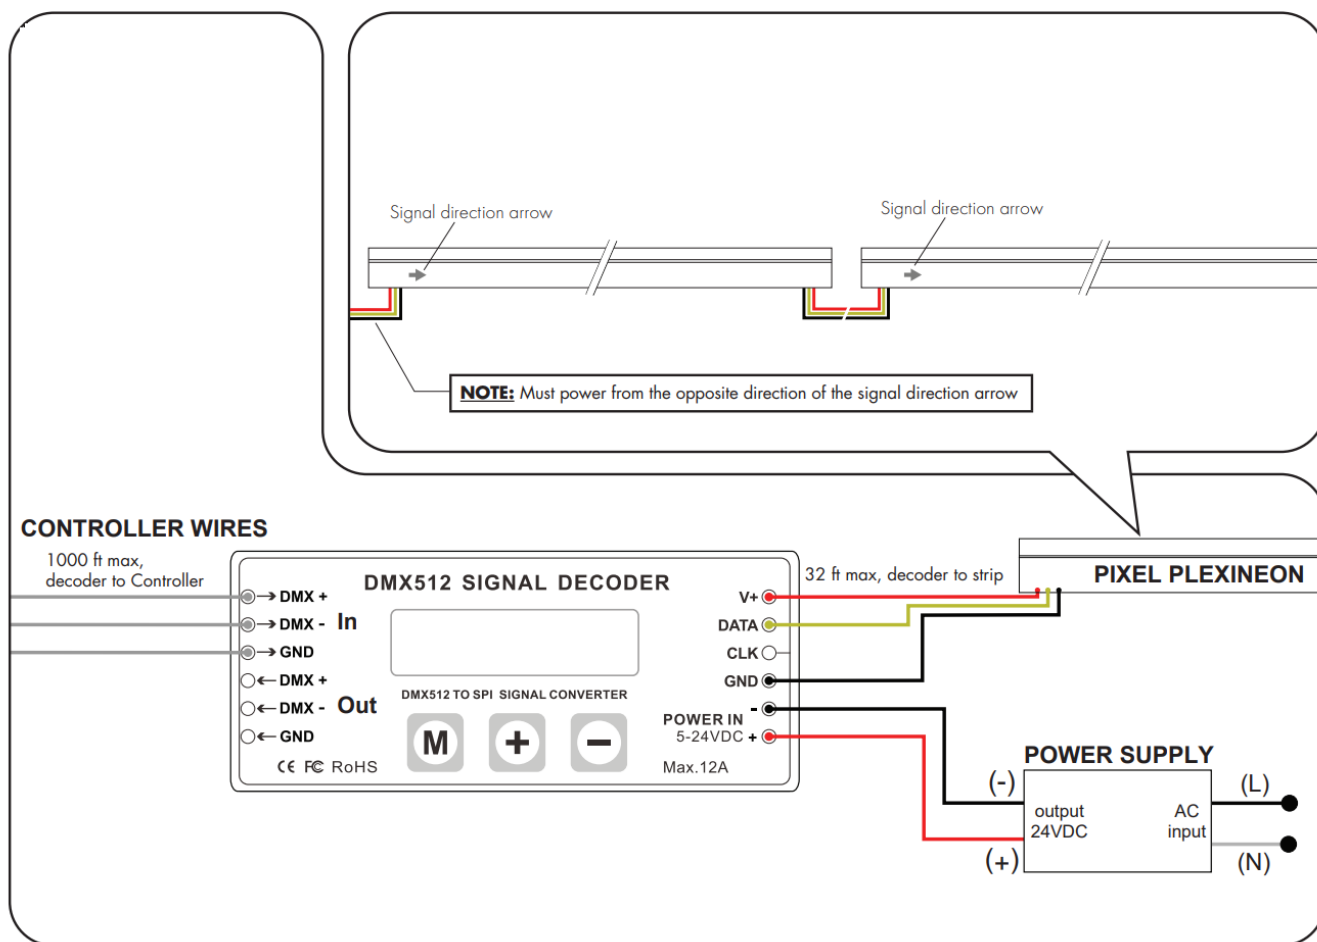 Signal direction arrow
Signal direction arrow
NOTE: Must power from the opposite direction of the signal direction arrow
CONTROLLER WIRES
1000 ft max,
decoder to Controller
DMX512 SIGNAL DECODER
DMX +
DMX - In
GND
DMX +
DMX - Out
GND
DMX512 TO SPI SIGNAL CONVERTER
M + −
CE FC RoHS
V+
DATA
CLK
GND
-
POWER IN
5-24VDC +
Max.12A
32 ft max, decoder to strip
PIXEL PLEXINEON
POWER SUPPLY
(-)
(+)
output
24VDC
AC
input
(L)
(N)